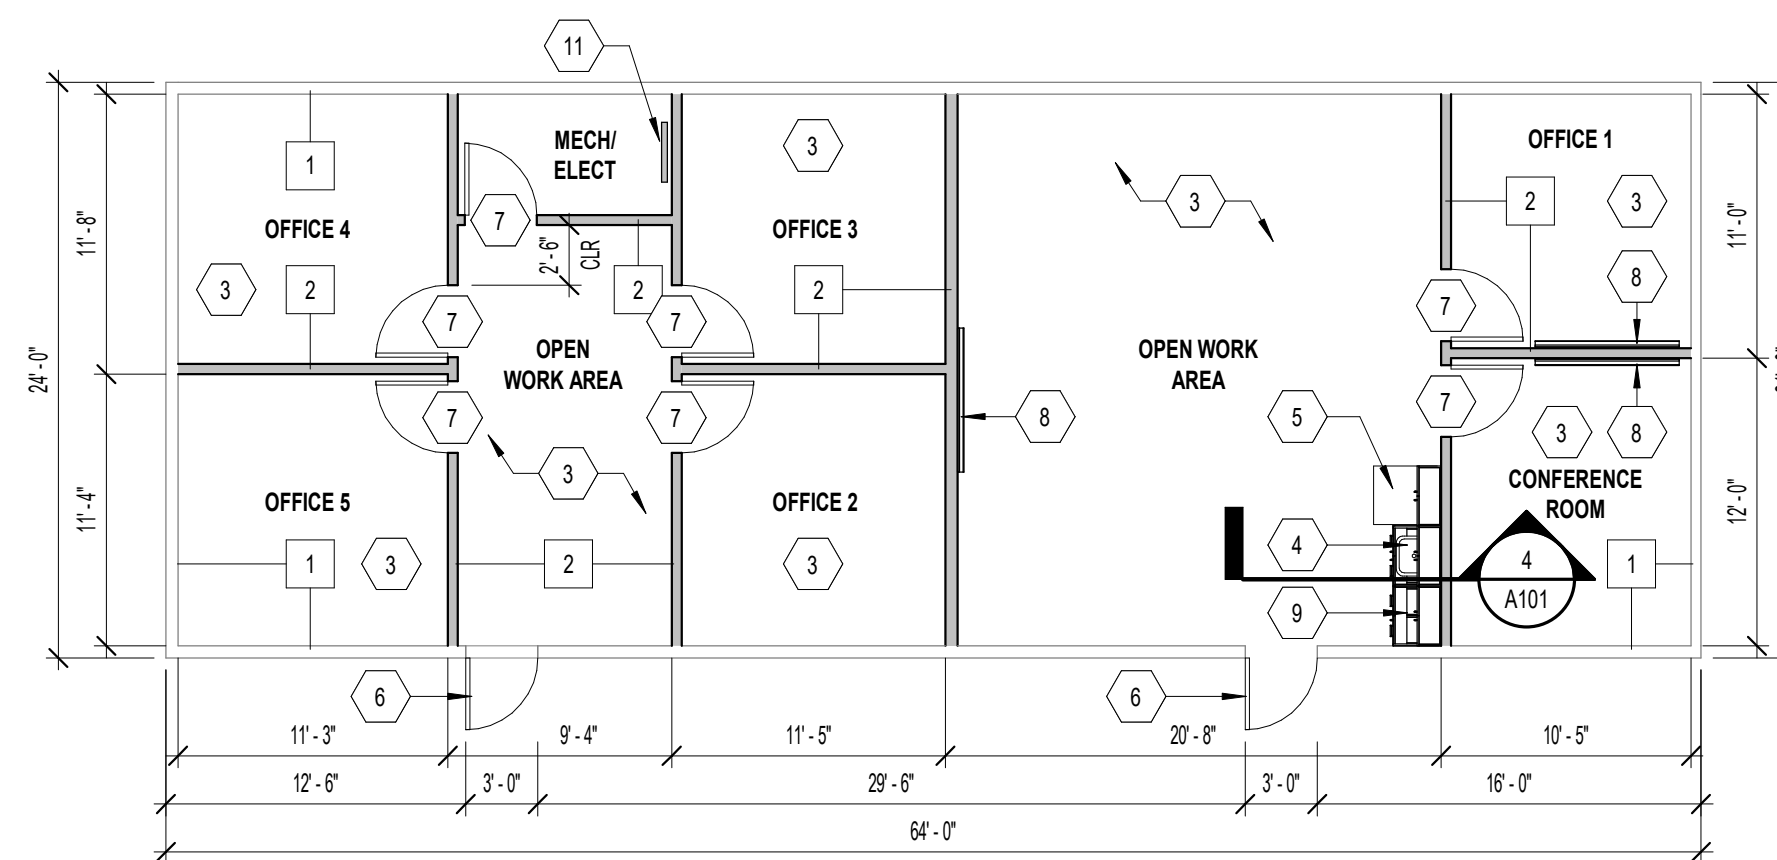 11
MECH/
ELECT
3
OFFICE 1
1
OFFICE 4
7
OFFICE 3
3
2
3
11' - 8"
2' - 6"
CLR
11' - 0"
3
2
2
2
8
7
7
7
24' - 0"
OPEN
WORK AREA
OPEN WORK
AREA
7
7
8
5
7
3
8
3
CONFERENCE
ROOM
OFFICE 5
OFFICE 2
11' - 4"
12' - 0"
1
3
2
3
4
4
1
9
A101
6
6
11' - 3"
9' - 4"
11' - 5"
20' - 8"
10' - 5"
12' - 6"
3' - 0"
29' - 6"
3' - 0"
16' - 0"
64' - 0"